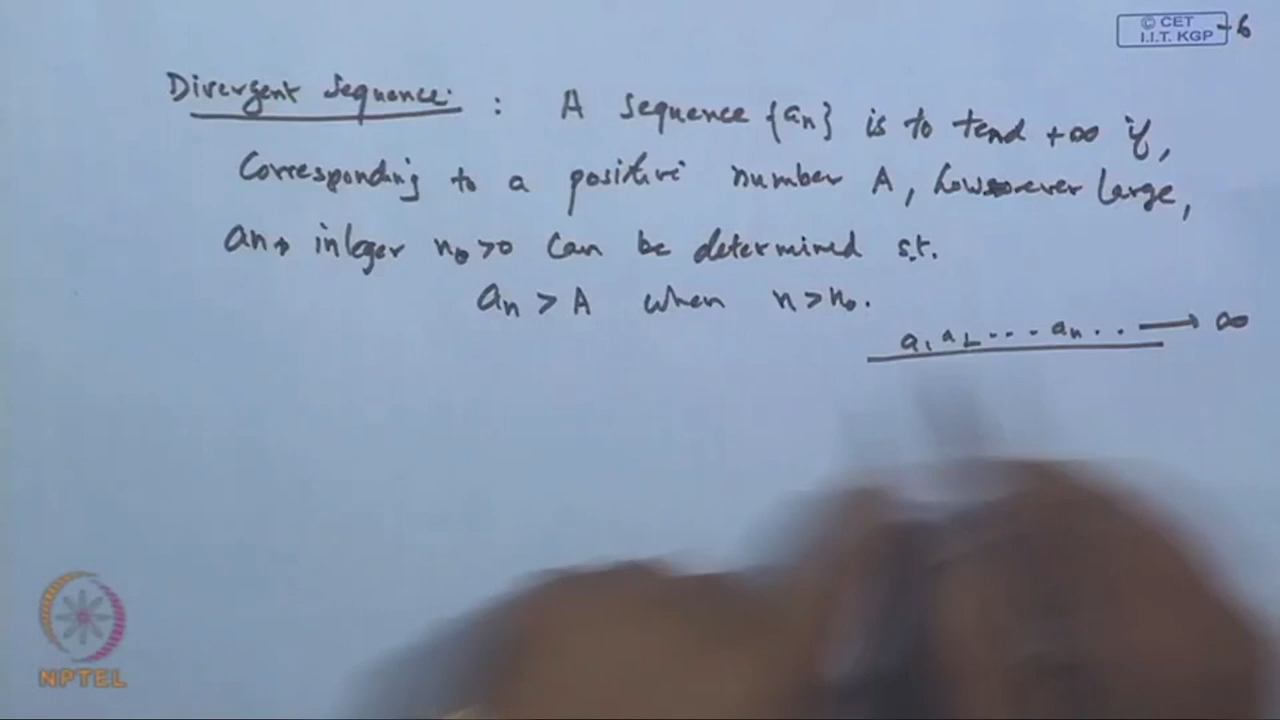 © CET
I.I.T. KGP
-6
Divergent Sequence : A sequence {an} is to tend +∞ if,
Corresponding to a positive number A, however large,
an integer n₀>0 can be determined s.t.
aₙ > A when n>n₀.
a₁ a₂ ... aₙ .. → ∞
NPTEL